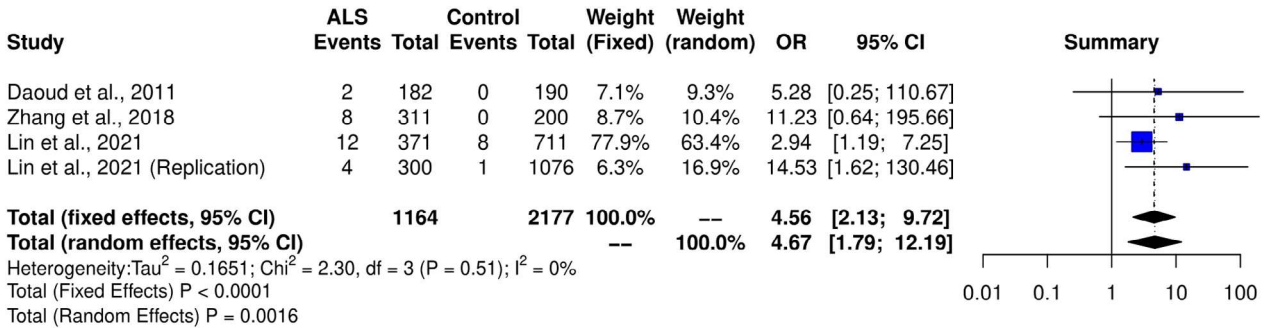 ALS Control Weight Weight
Study Events Total Events Total (Fixed) (random) OR 95% CI Summary
Daoud et al., 2011 2 182 0 190 7.1% 9.3% 5.28 [0.25; 110.67]
Zhang et al., 2018 8 311 0 200 8.7% 10.4% 11.23 [0.64; 195.66]
Lin et al., 2021 12 371 8 711 77.9% 63.4% 2.94 [1.19; 7.25]
Lin et al., 2021 (Replication) 4 300 1 1076 6.3% 16.9% 14.53 [1.62; 130.46]
Total (fixed effects, 95% CI) 1164 2177 100.0% −− 4.56 [2.13; 9.72]
Total (random effects, 95% CI) −− 100.0% 4.67 [1.79; 12.19]
Heterogeneity:Tau² = 0.1651; Chi² = 2.30, df = 3 (P = 0.51); I² = 0%
Total (Fixed Effects) P < 0.0001
Total (Random Effects) P = 0.0016
0.01 0.1 1 10 100